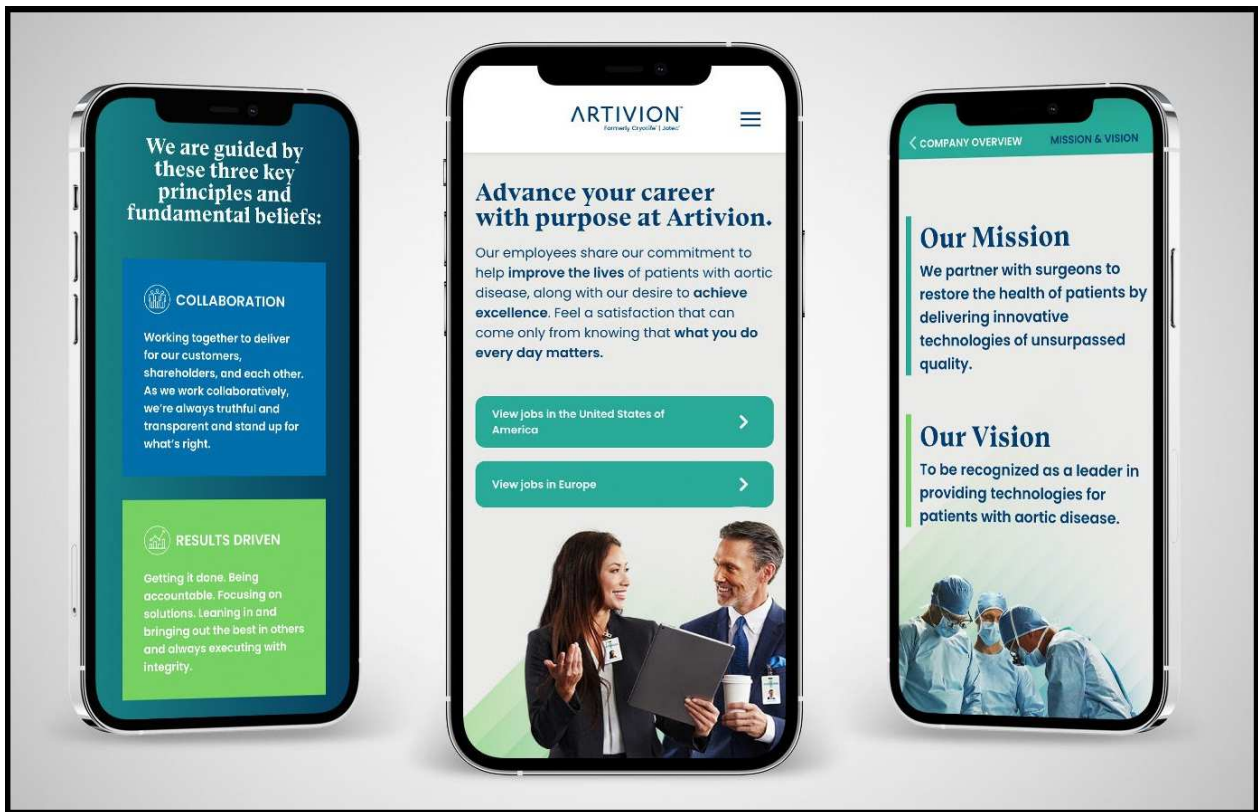 We are guided by
these three key
principles and
fundamental beliefs:
COLLABORATION
Working together to deliver
for our customers,
shareholders, and each other.
As we work collaboratively,
we're always truthful and
transparent and stand up for
what's right.
RESULTS DRIVEN
Getting it done. Being
accountable. Focusing on
solutions. Leaning in and
bringing out the best in others
and always executing with
integrity.
ARTIVION™
Formerly CryoLife® | Jotec®
Advance your career
with purpose at Artivion.
Our employees share our commitment to
help improve the lives of patients with aortic
disease, along with our desire to achieve
excellence. Feel a satisfaction that can
come only from knowing that what you do
every day matters.
View jobs in the United States of
America
View jobs in Europe
COMPANY OVERVIEW
MISSION & VISION
Our Mission
We partner with surgeons to
restore the health of patients by
delivering innovative
technologies of unsurpassed
quality.
Our Vision
To be recognized as a leader in
providing technologies for
patients with aortic disease.